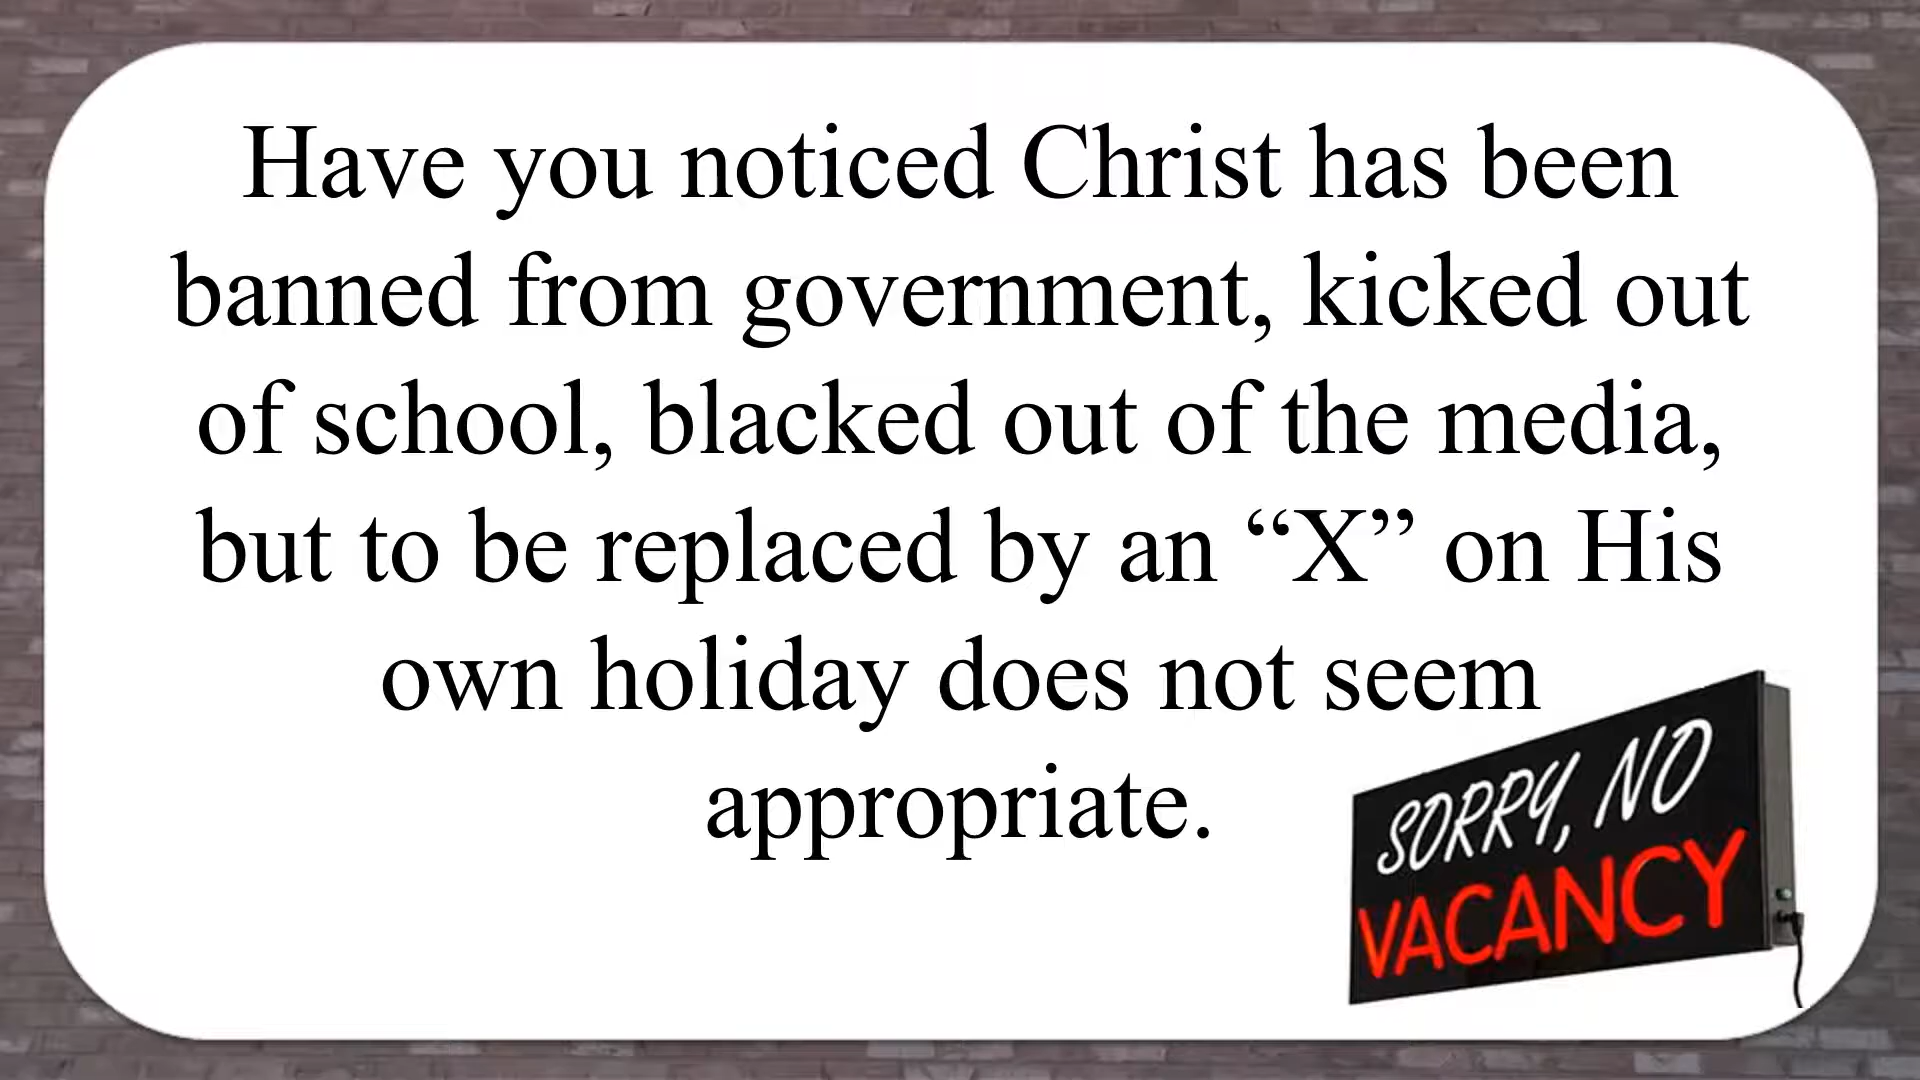 Have you noticed Christ has been
banned from government, kicked out
of school, blacked out of the media,
but to be replaced by an “X” on His
own holiday does not seem
appropriate.
SORRY, NO
VACANCY